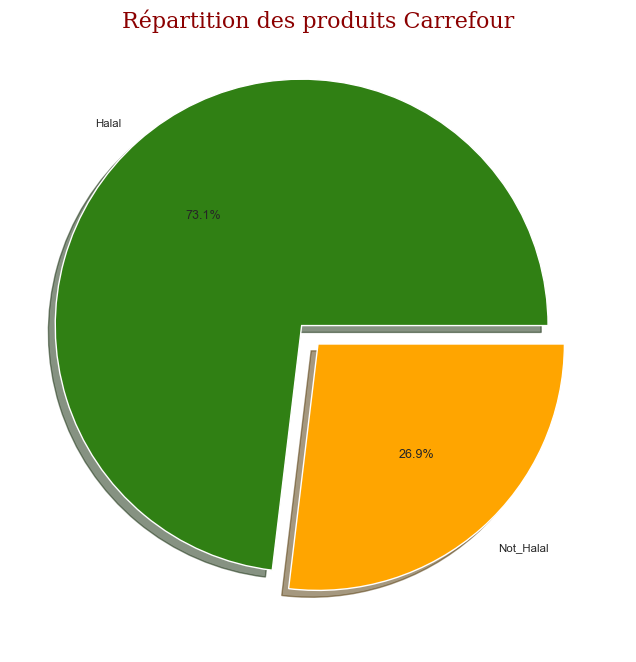 Répartition des produits Carrefour
Halal
73.1%
26.9%
Not_Halal